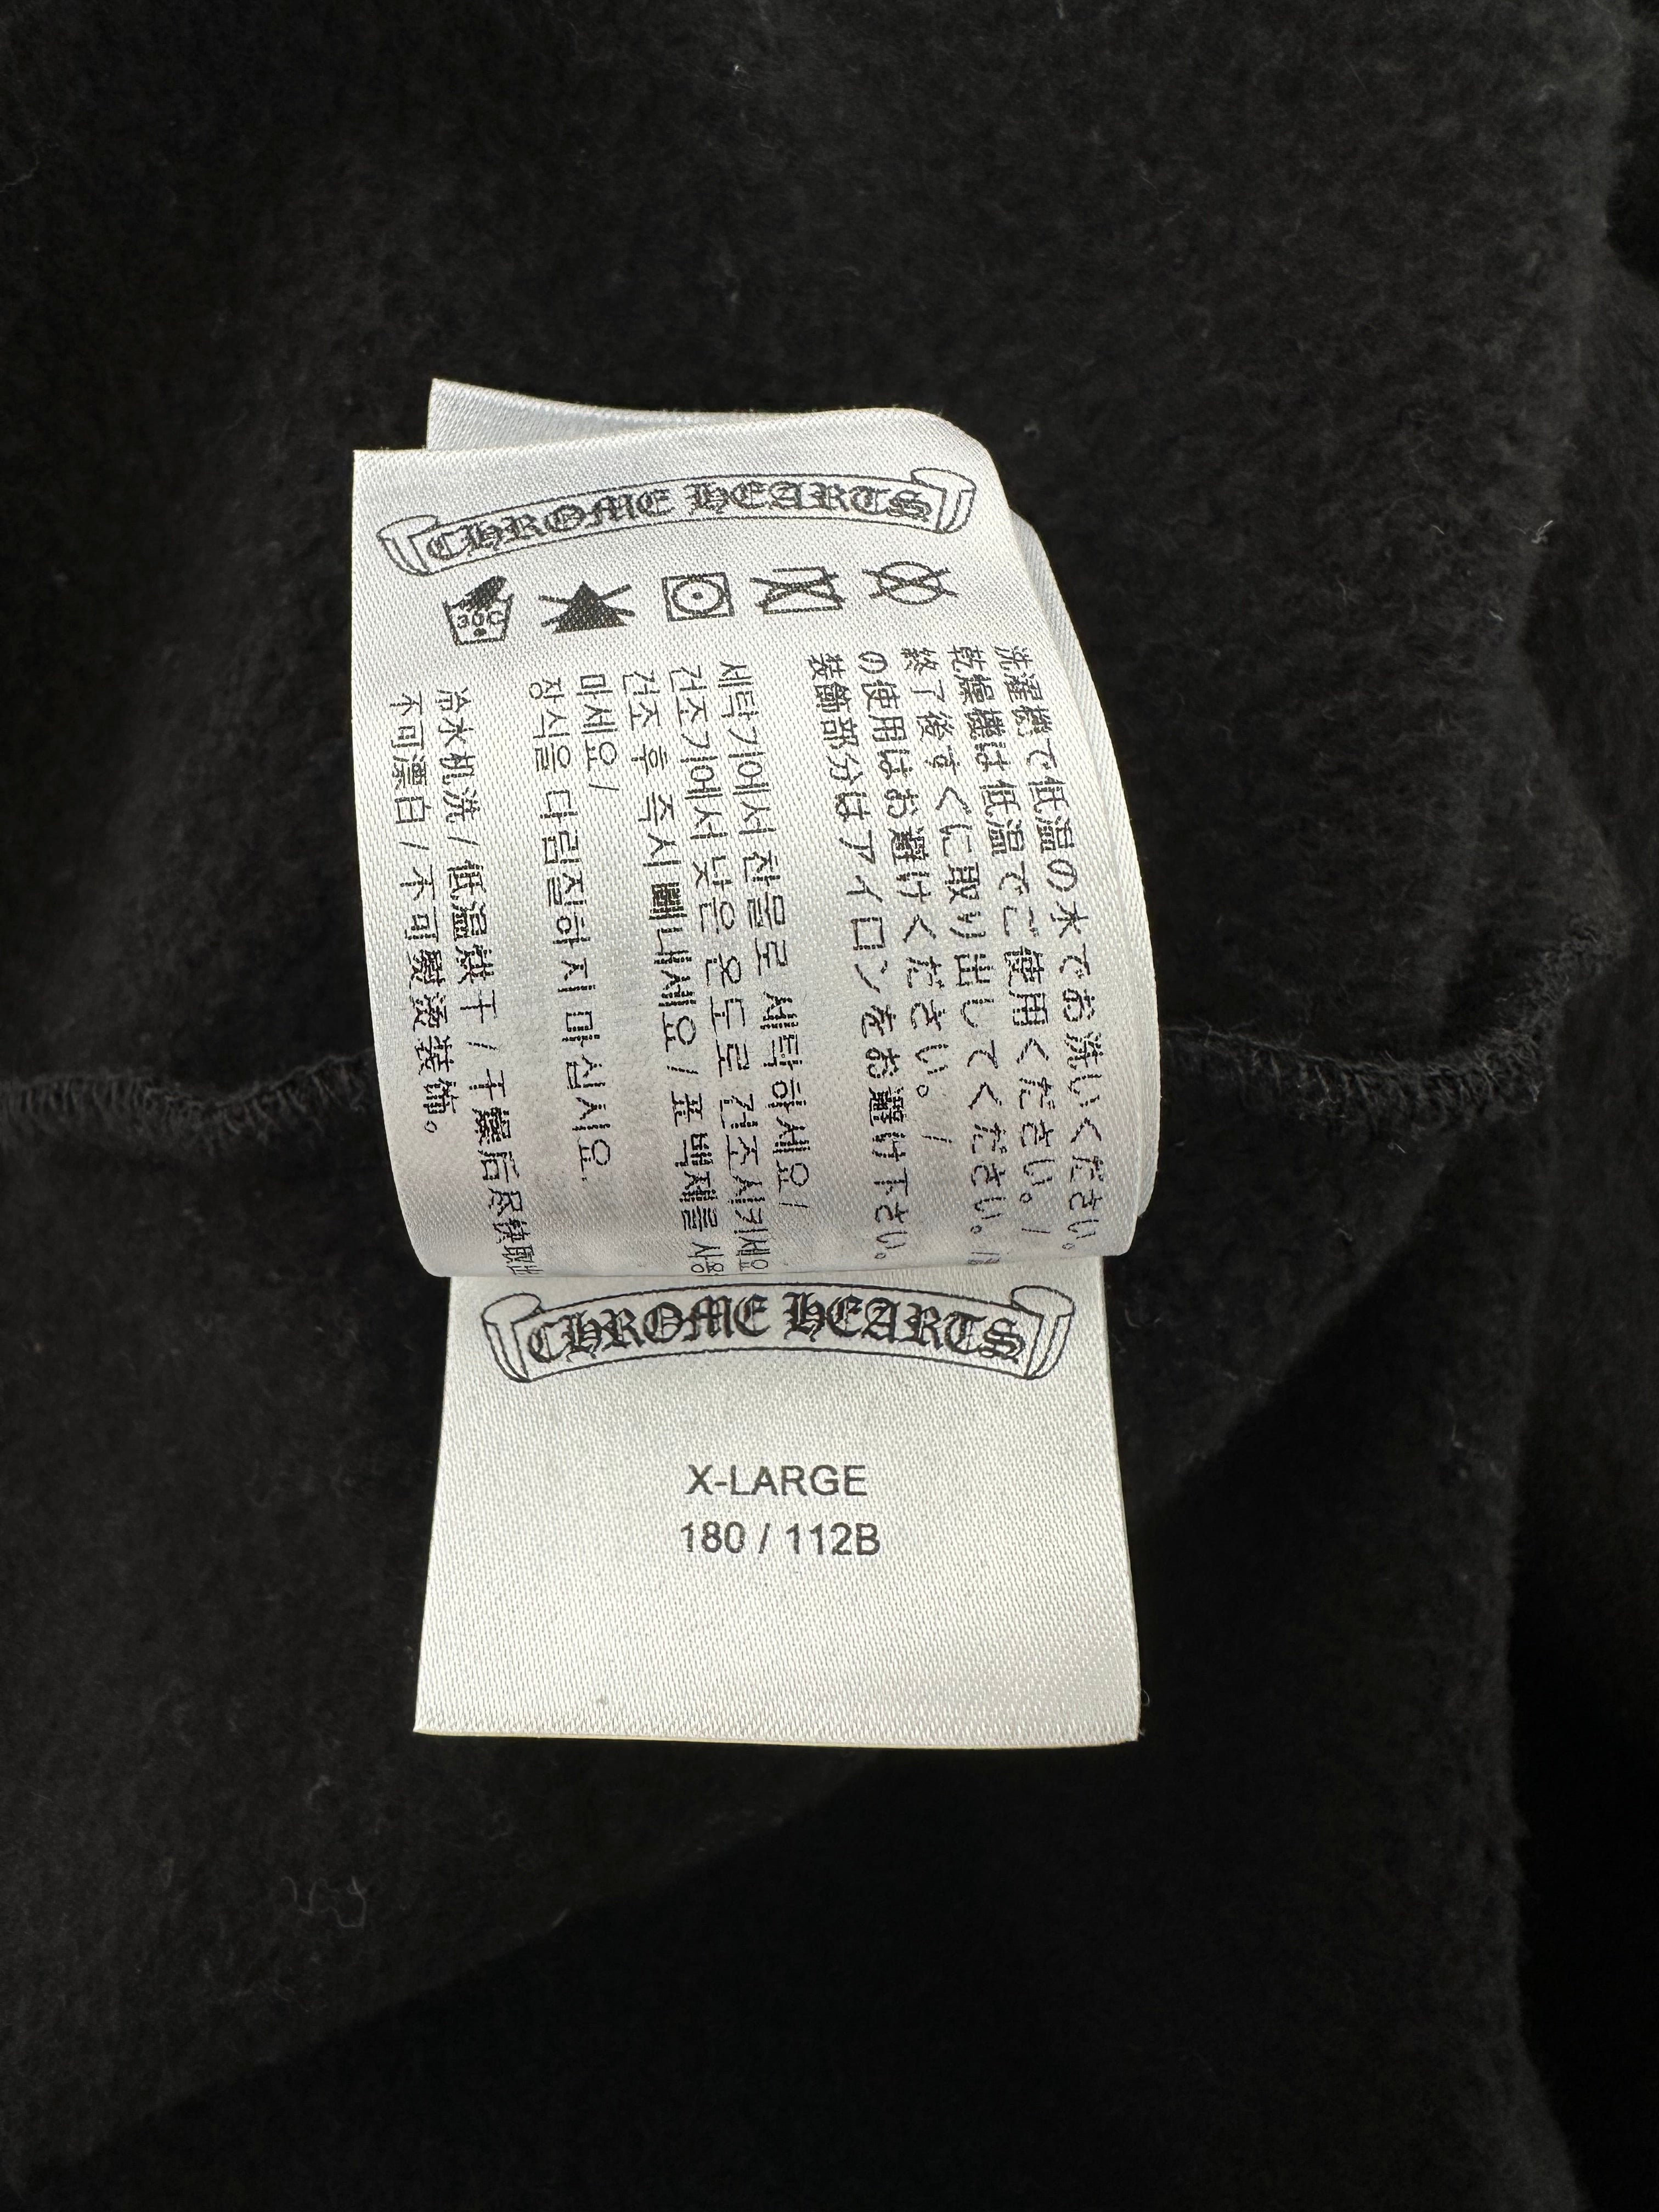 CHROME HEARTS
30C
洗濯機で低温の水でお洗いください。
乾燥機は低温でご使用ください。/
終了後すぐに取り出してください。/
の使用はお避けください。/
装飾部分はアイロンをお避け下さい。
세탁기에서 찬물로 세탁하세요/
건조기에서 낮은 온도로 건조시키세요
건조 후 즉시 빼내세요/ 표백제를 사용
마세요/
장식을 다림질하지 마십시요.
冷水机洗/低温烘干/干燥后尽快取出
不可漂白/不可熨烫装饰。
CHROME HEARTS
X-LARGE
180 / 112B